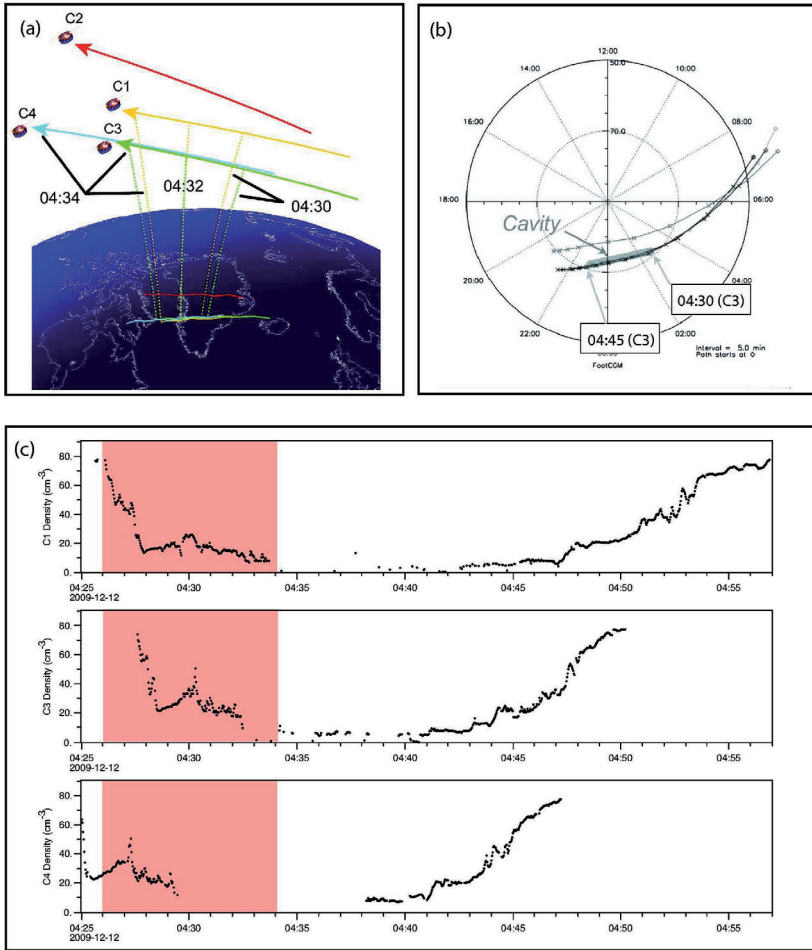 (a)
C2
C1
C4
C3
04:34
04:32
04:30
(b)
12:00
50.0
14:00
10:00
16:00
70.0
08:00
18:00
06:00
Cavity
20:00
04:00
04:30 (C3)
22:00
02:00
04:45 (C3)
Interval = 5.0 min
Path starts at ◊
FootCGM
(c)
C1 Density (cm⁻³)
80.
60
40
20
0.
04:25 04:30 04:35 04:40 04:45 04:50 04:55
2009-12-12
C3 Density (cm⁻³)
80.
60
40
20
0.
04:25 04:30 04:35 04:40 04:45 04:50 04:55
2009-12-12
C4 Density (cm⁻³)
80.
60
40
20
0.
04:25 04:30 04:35 04:40 04:45 04:50 04:55
2009-12-12